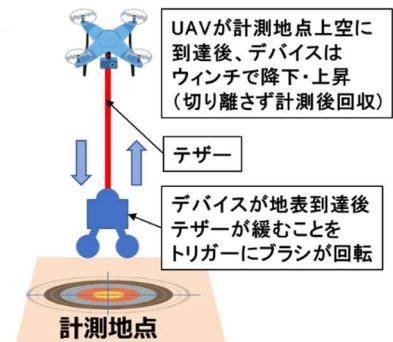 UAVが計測地点上空に
到達後、デバイスは
ウィンチで降下・上昇
（切り離さず計測後回収）
テザー
デバイスが地表到達後
テザーが緩むことを
トリガーにブラシが回転
計測地点